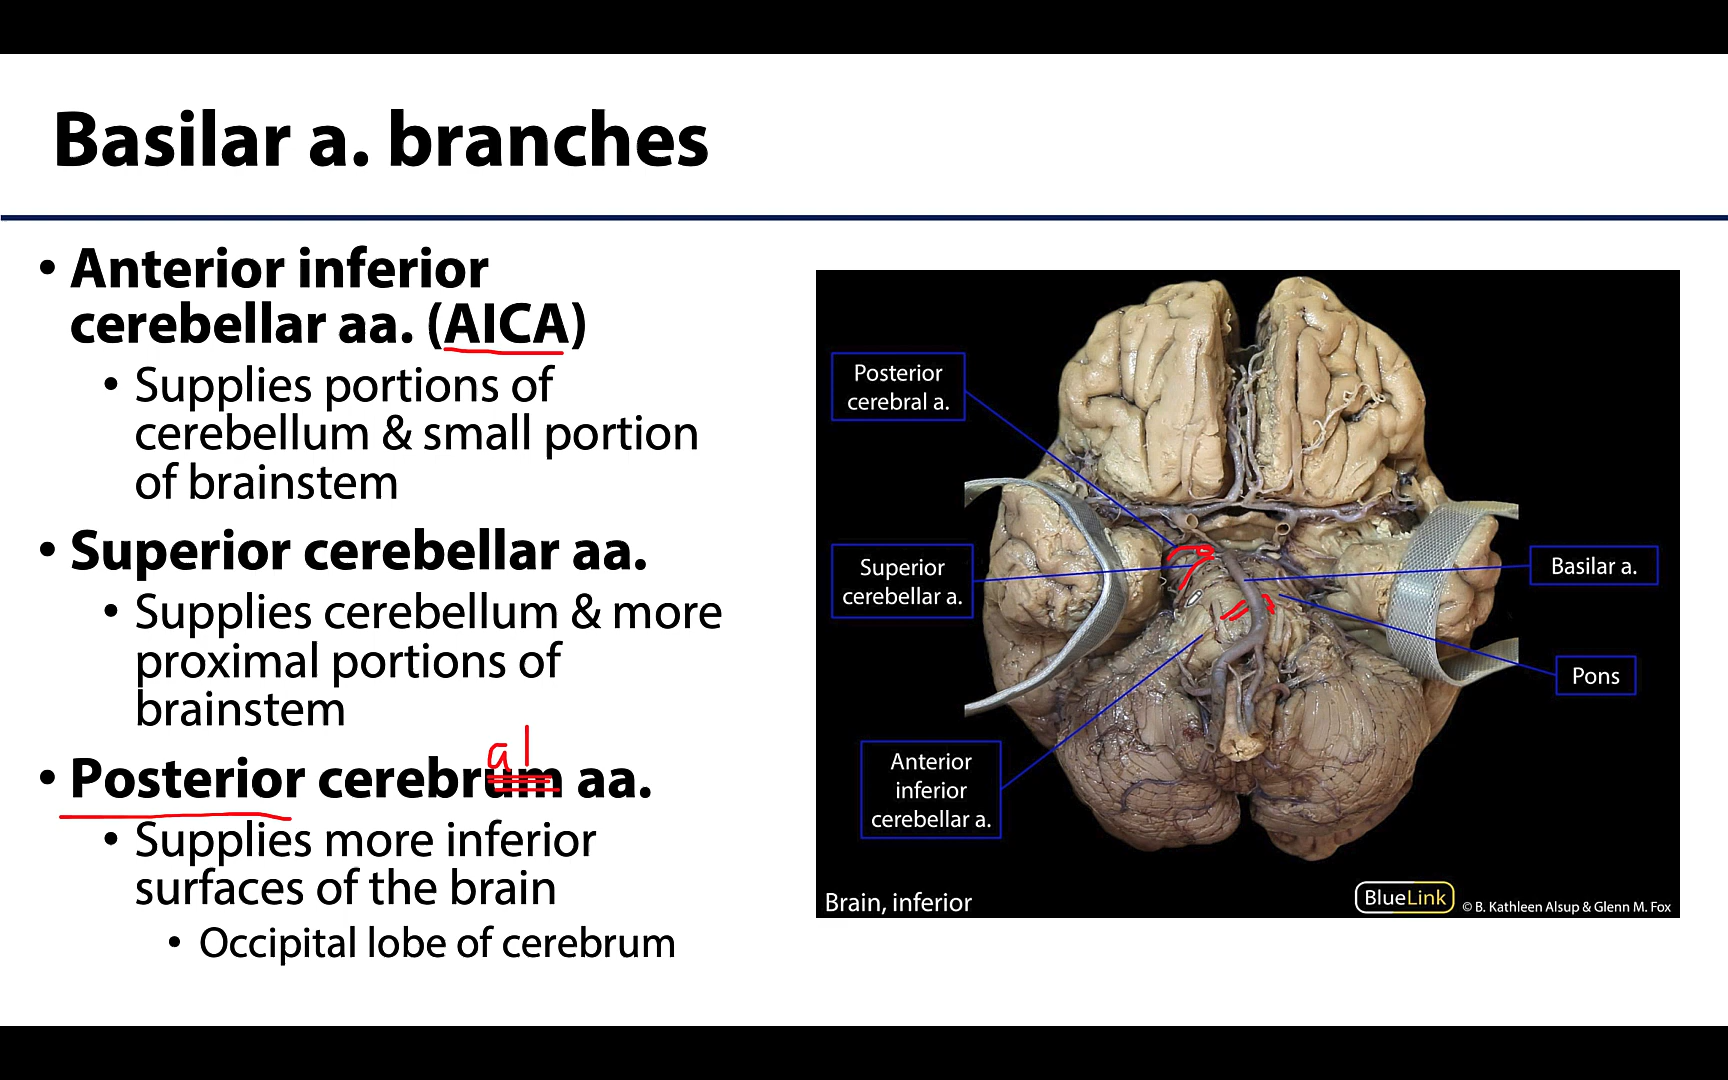 Basilar a. branches
• Anterior inferior
cerebellar aa. (AICA)
• Supplies portions of
cerebellum & small portion
of brainstem
• Superior cerebellar aa.
• Supplies cerebellum & more
proximal portions of
brainstem
al
• Posterior cerebrum aa.
• Supplies more inferior
surfaces of the brain
• Occipital lobe of cerebrum
Posterior
cerebral a.
Superior
cerebellar a.
Anterior
inferior
cerebellar a.
Basilar a.
Pons
Brain, inferior
BlueLink
© B. Kathleen Alsup & Glenn M. Fox